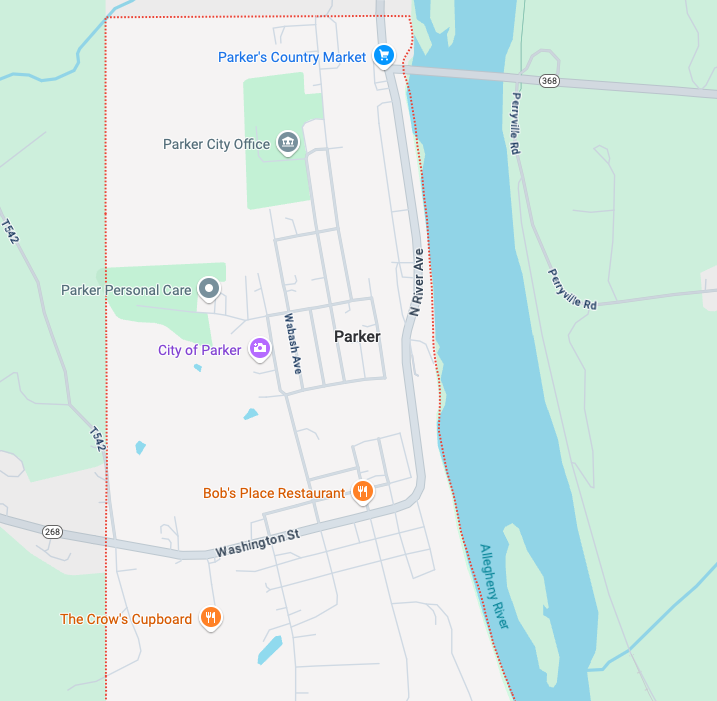 Parker's Country Market
368
Perryville Rd
Parker City Office
T542
N River Ave
Perryville Rd
Parker Personal Care
Wabash Ave
Parker
City of Parker
T542
Bob's Place Restaurant
268
Washington St
Allegheny River
The Crow's Cupboard